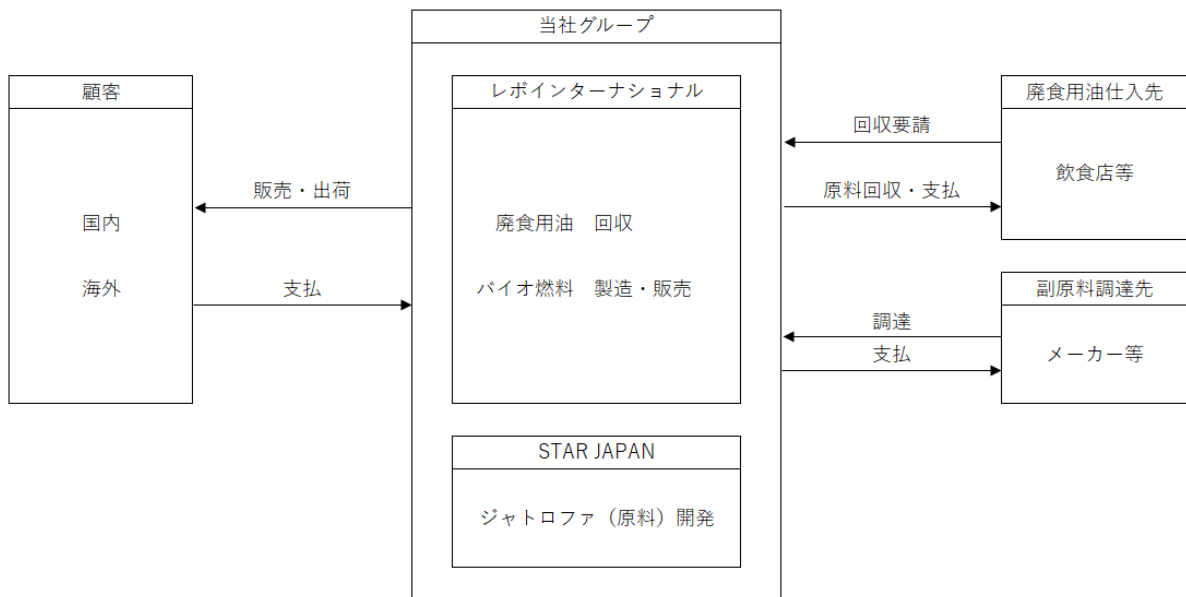 当社グループ
顧客
国内
海外
販売・出荷
支払
レボインターナショナル
廃食用油 回収
バイオ燃料 製造・販売
STAR JAPAN
ジャトロファ（原料）開発
回収要請
原料回収・支払
調達
支払
廃食用油仕入先
飲食店等
副原料調達先
メーカー等